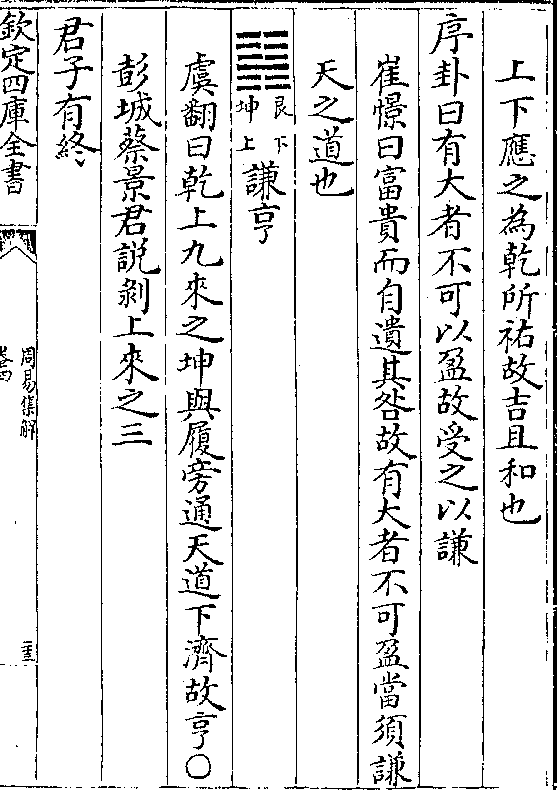 上下應之為乾所祐故吉且和也
序卦曰有大者不可以盈故受之以謙
崔憬曰富貴而自遺其咎故有大者不可盈當須謙
天之道也
䷎
艮下
坤上
謙亨
虞翻曰乾上九來之坤與履旁通天道下濟故亨〇
彭城蔡景君説剝上來之三
君子有終
欽定四庫全書
周易集解
卷四